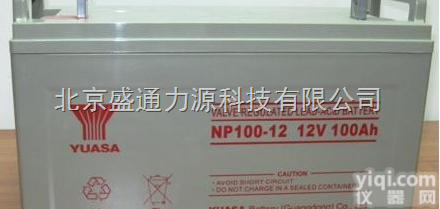 北京盛通力源科技有限公司
VALVE-REGULATED LEAD-ACID BATTERY
NP100-12 12V 100Ah
YUASA
CAUTION:
• AVOID SHORT CIRCUIT
• DO NOT CHARGE IN A SEALED CONTAINER
Pb
YUASA Battery (Guangdong) Co.
yiqi.com
仪器网